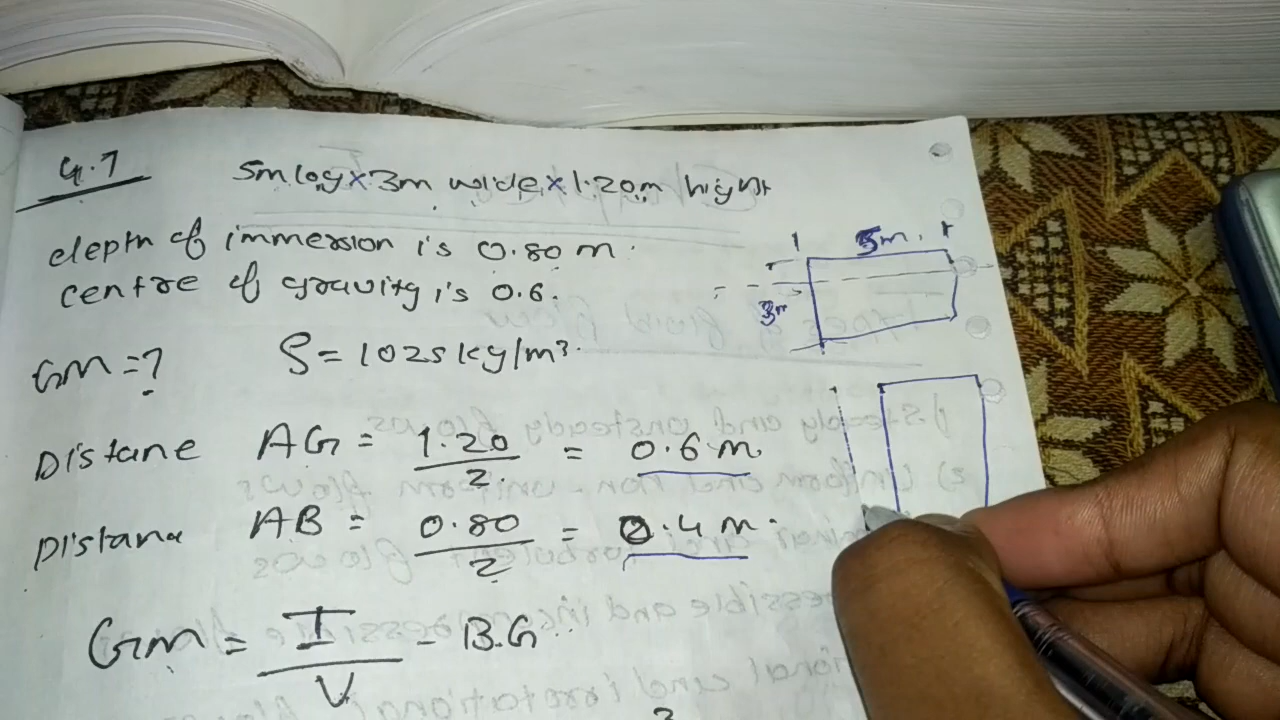 4.7
5m log × 3m wide × 1.20m hight
depth of immersion is 0.80 m.
centre of gravity is 0.6.
5m.
3m
GM = ? S = 1025 kg/m³.
Distane AG = 1.20/2 = 0.6 m.
Distane AB = 0.80/2 = 0.4 m.
GM = I/V - B.G